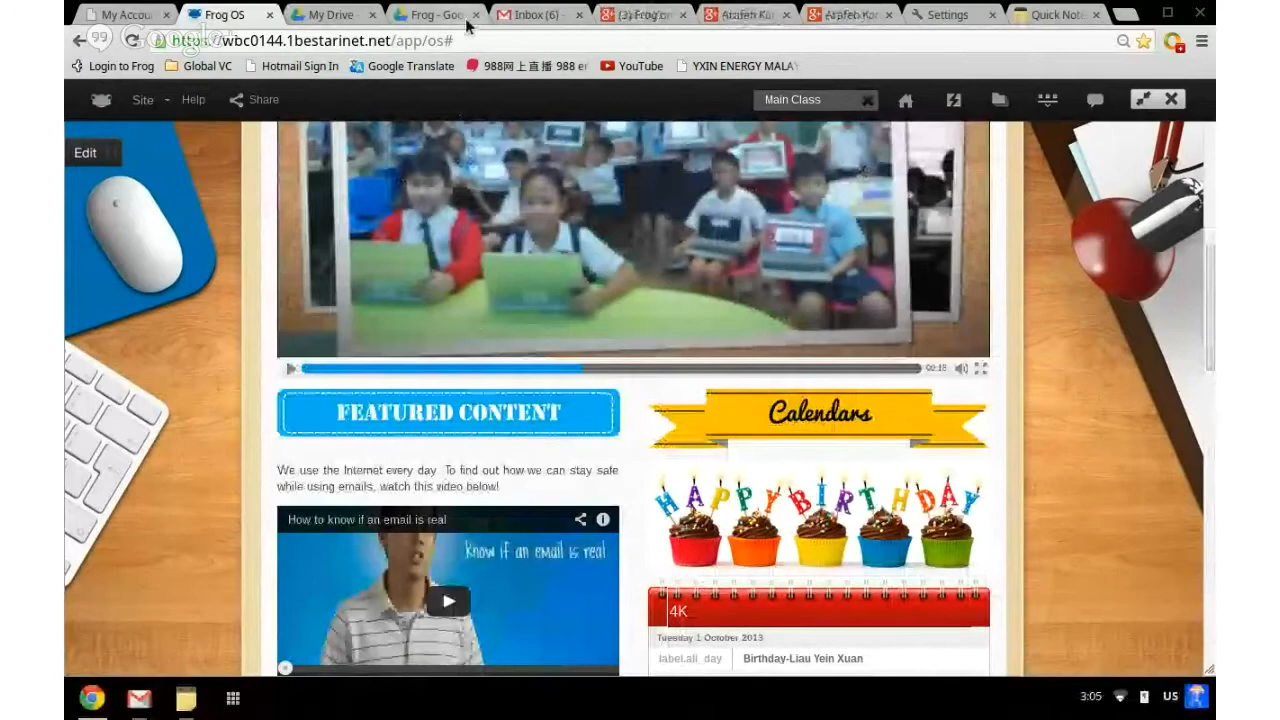 My Accou
Frog OS
My Drive -
Frog - Goo
Inbox (6) -
Settings
Quick Note
99
Google+
https://wbc0144.1bestarinet.net/app/os#
Login to Frog
Global VC
Hotmail Sign In
Google Translate
988网上直播 988 er
YouTube
YXIN ENERGY MALAY
Site
Help
Share
Main Class
Edit
00:18
FEATURED CONTENT
Calendars
We use the Internet every day. To find out how we can stay safe
while using emails, watch this video below!
HAPPY BIRTHDAY
How to know if an email is real
Know if an email is real
4K
Tuesday 1 October 2013
label.all_day
Birthday-Liau Yein Xuan
3:05
US